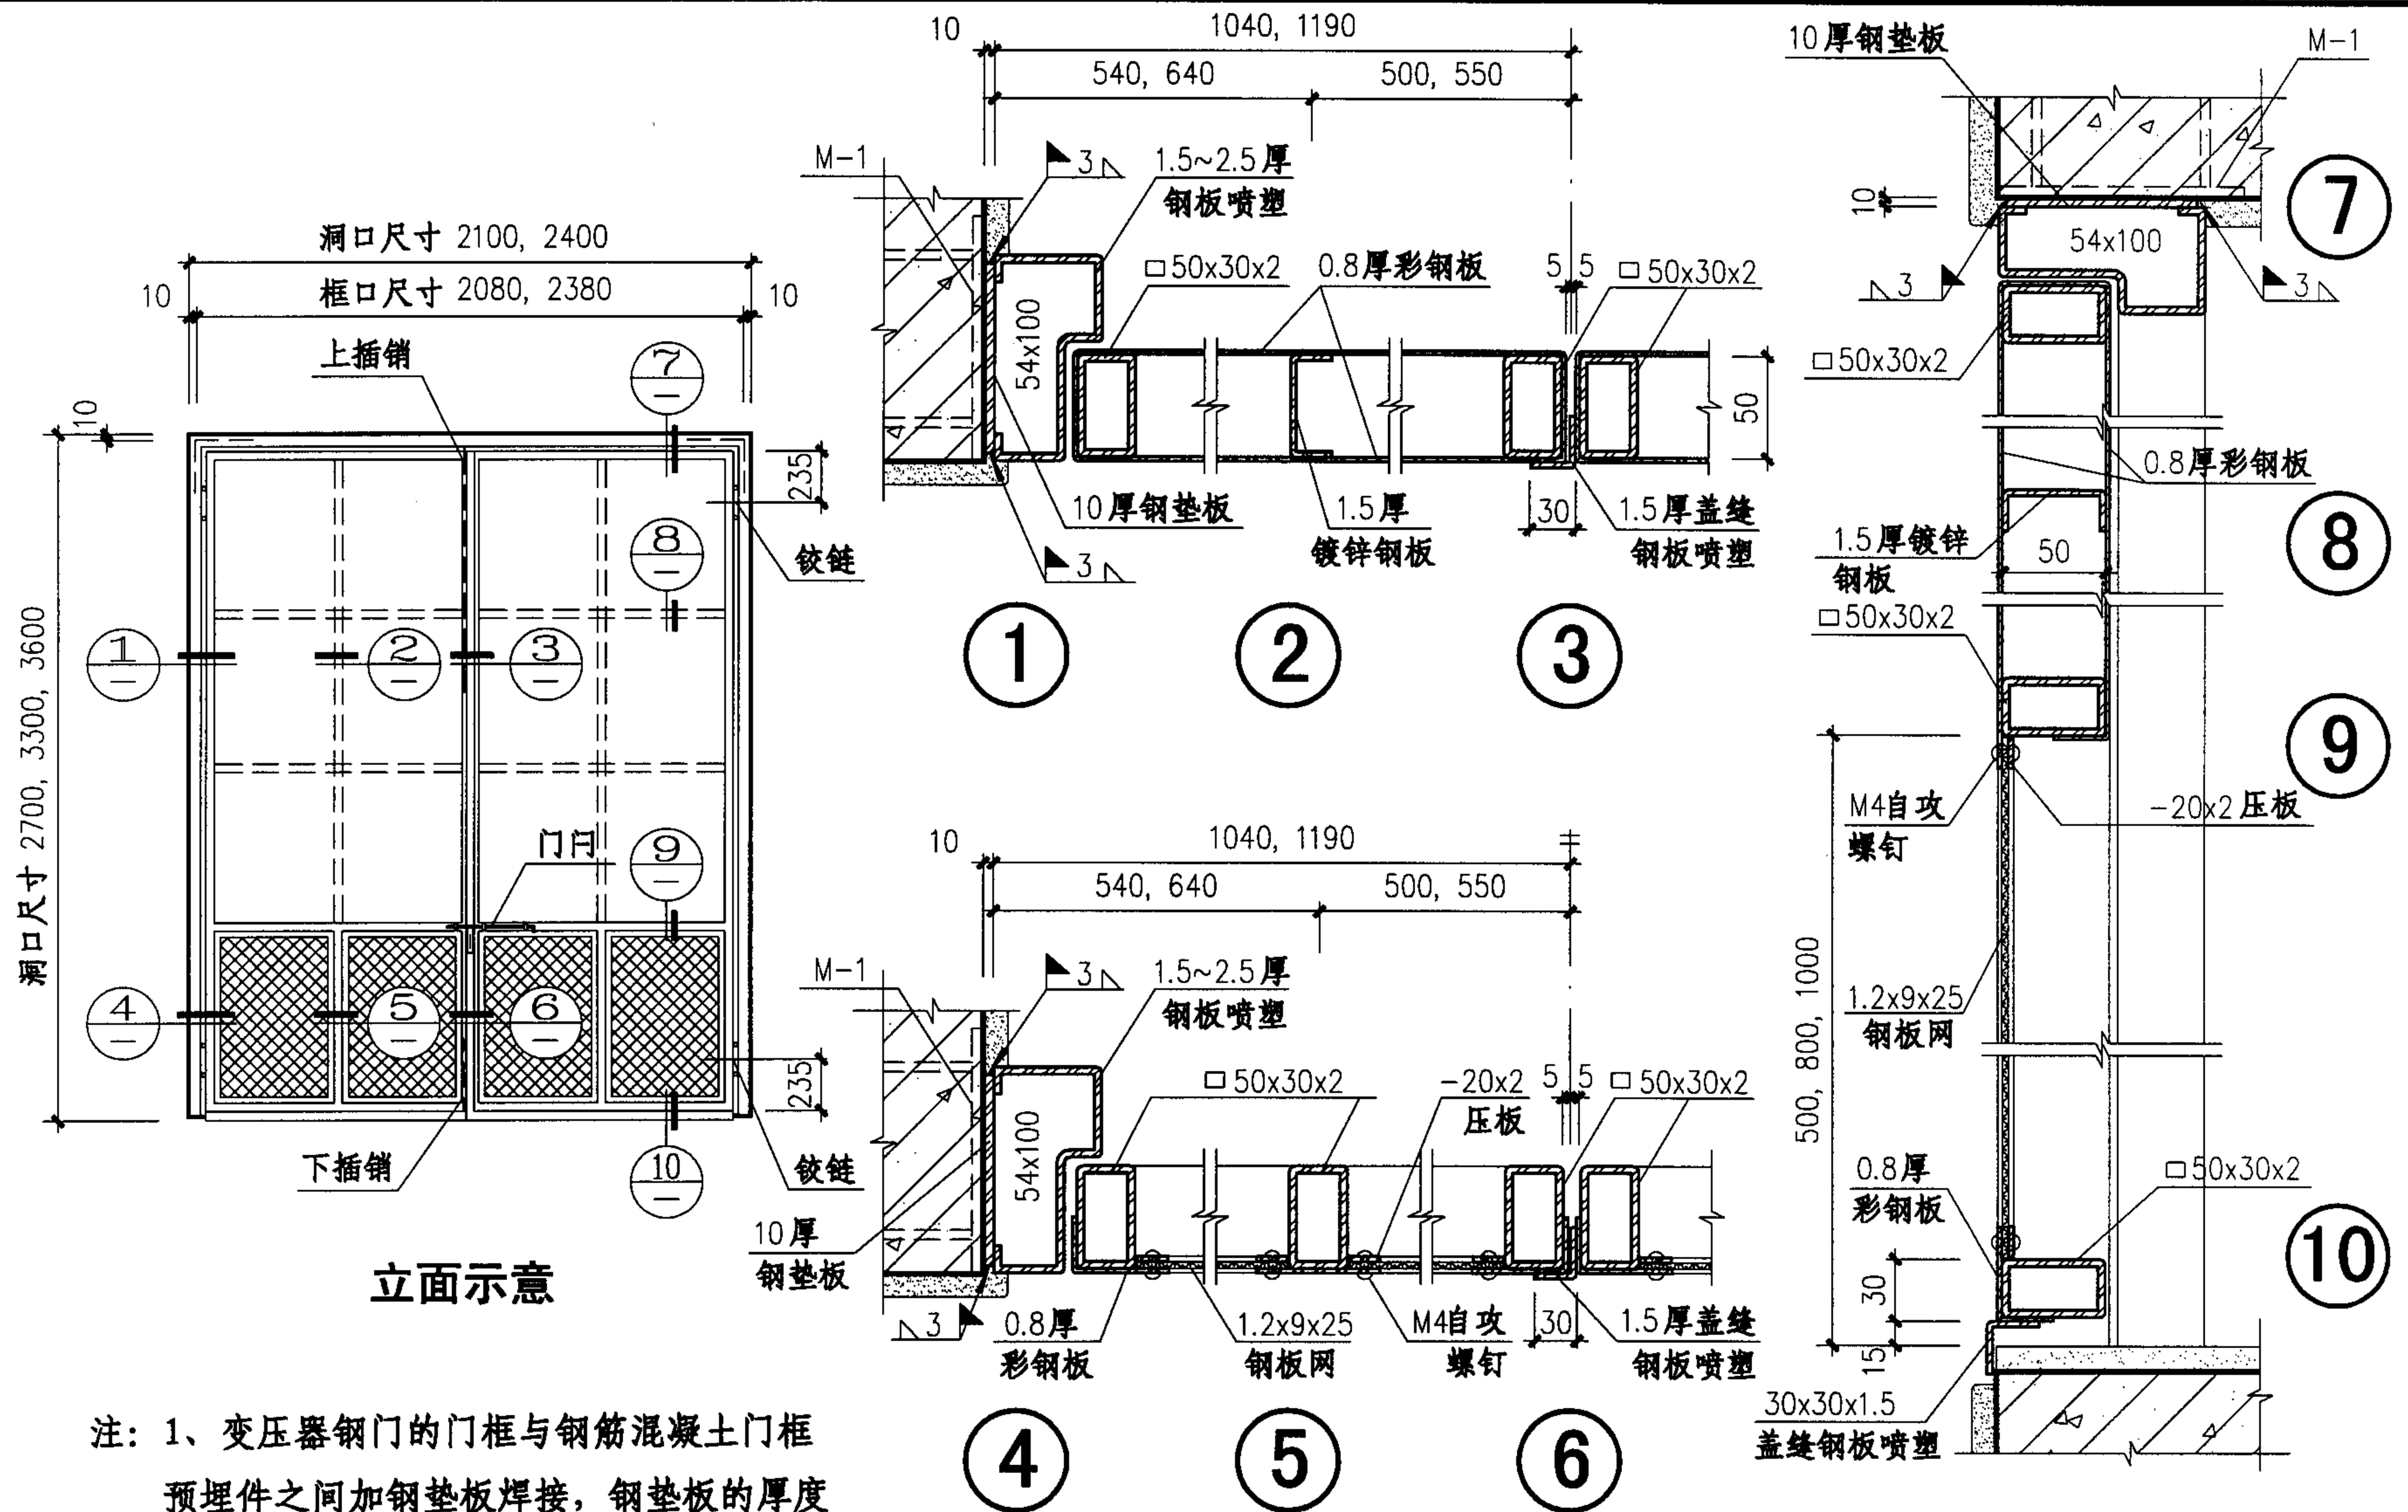 洞口尺寸 2100, 2400
框口尺寸 2080, 2380
10
10
上插销
7
—
10
235
8
—
铰链
洞口尺寸 2700, 3300, 3600
1
—
2
—
3
—
门闩
9
—
4
—
5
—
6
—
235
下插销
10
—
铰链
立面示意
10
1040, 1190
540, 640
500, 550
M-1
3
1.5~2.5厚
钢板喷塑
□50x30x2
0.8厚彩钢板
5
5
□50x30x2
54x100
50
10厚钢垫板
1.5厚
镀锌钢板
30
1.5厚盖缝
钢板喷塑
3
1
2
3
10
1040, 1190
540, 640
500, 550
M-1
3
1.5~2.5厚
钢板喷塑
□50x30x2
-20x2
压板
5
5
□50x30x2
54x100
10厚
钢垫板
3
0.8厚
彩钢板
1.2x9x25
钢板网
M4自攻
螺钉
30
1.5厚盖缝
钢板喷塑
4
5
6
10厚钢垫板
M-1
7
10
54x100
3
3
□50x30x2
0.8厚彩钢板
1.5厚镀锌
钢板
50
8
□50x30x2
9
M4自攻
螺钉
-20x2压板
500, 800, 1000
1.2x9x25
钢板网
0.8厚
彩钢板
□50x30x2
10
30
15
30x30x1.5
盖缝钢板喷塑
注：1、变压器钢门的门框与钢筋混凝土门框
预埋件之间加钢垫板焊接，钢垫板的厚度